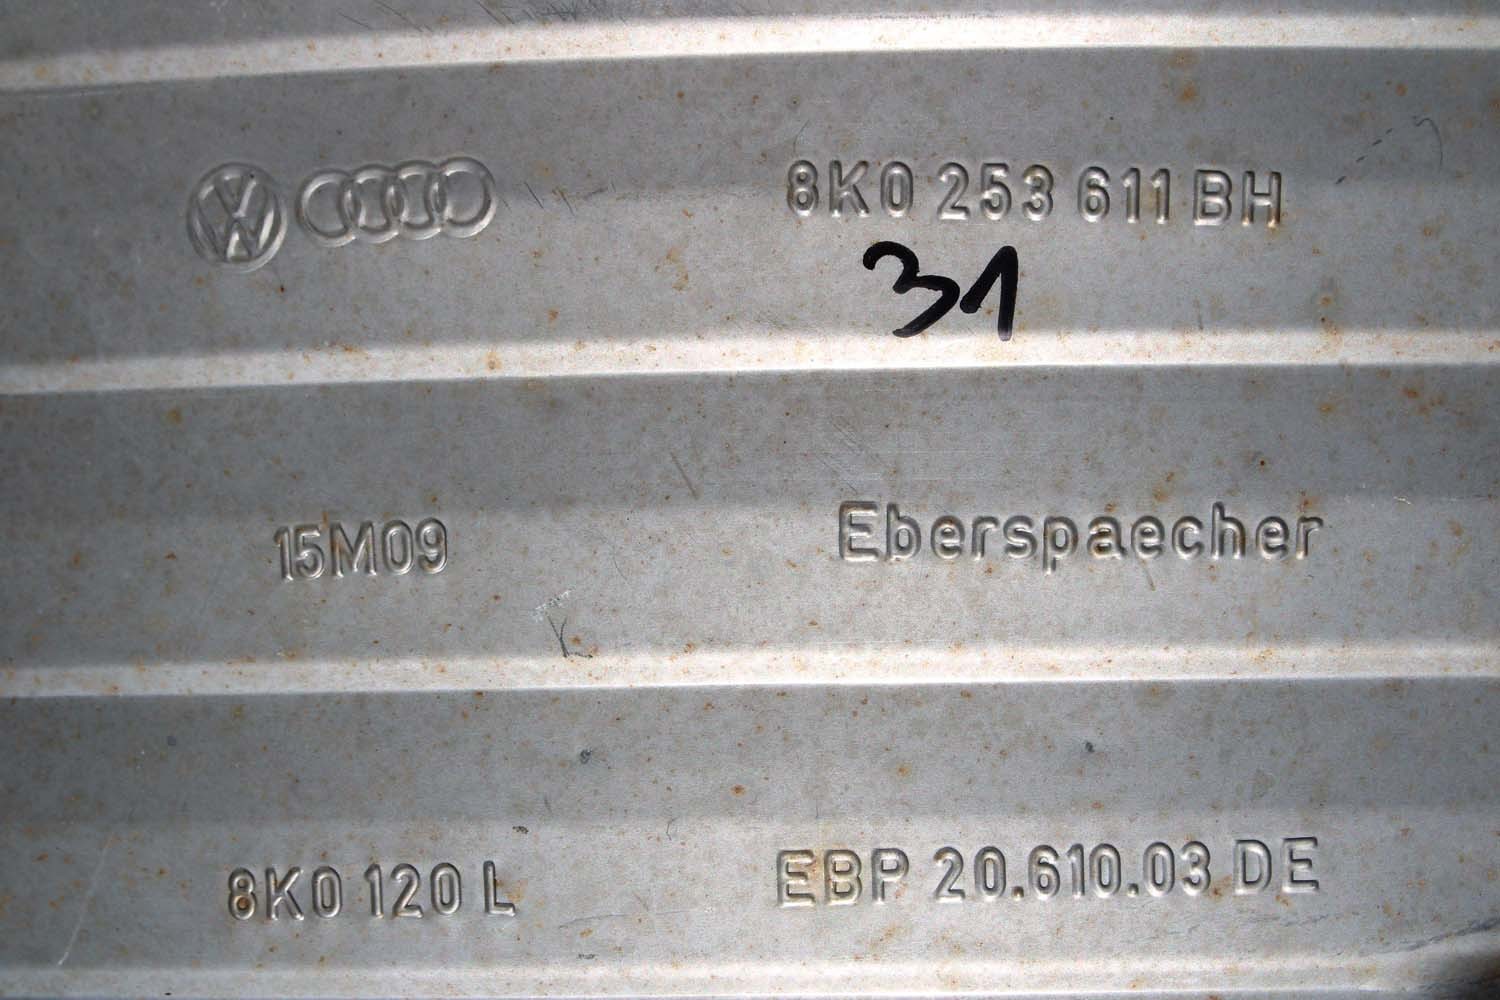 8K0 253 611 BH
31
15M09 Eberspaecher
8K0 120 L EBP 20.610.03 DE